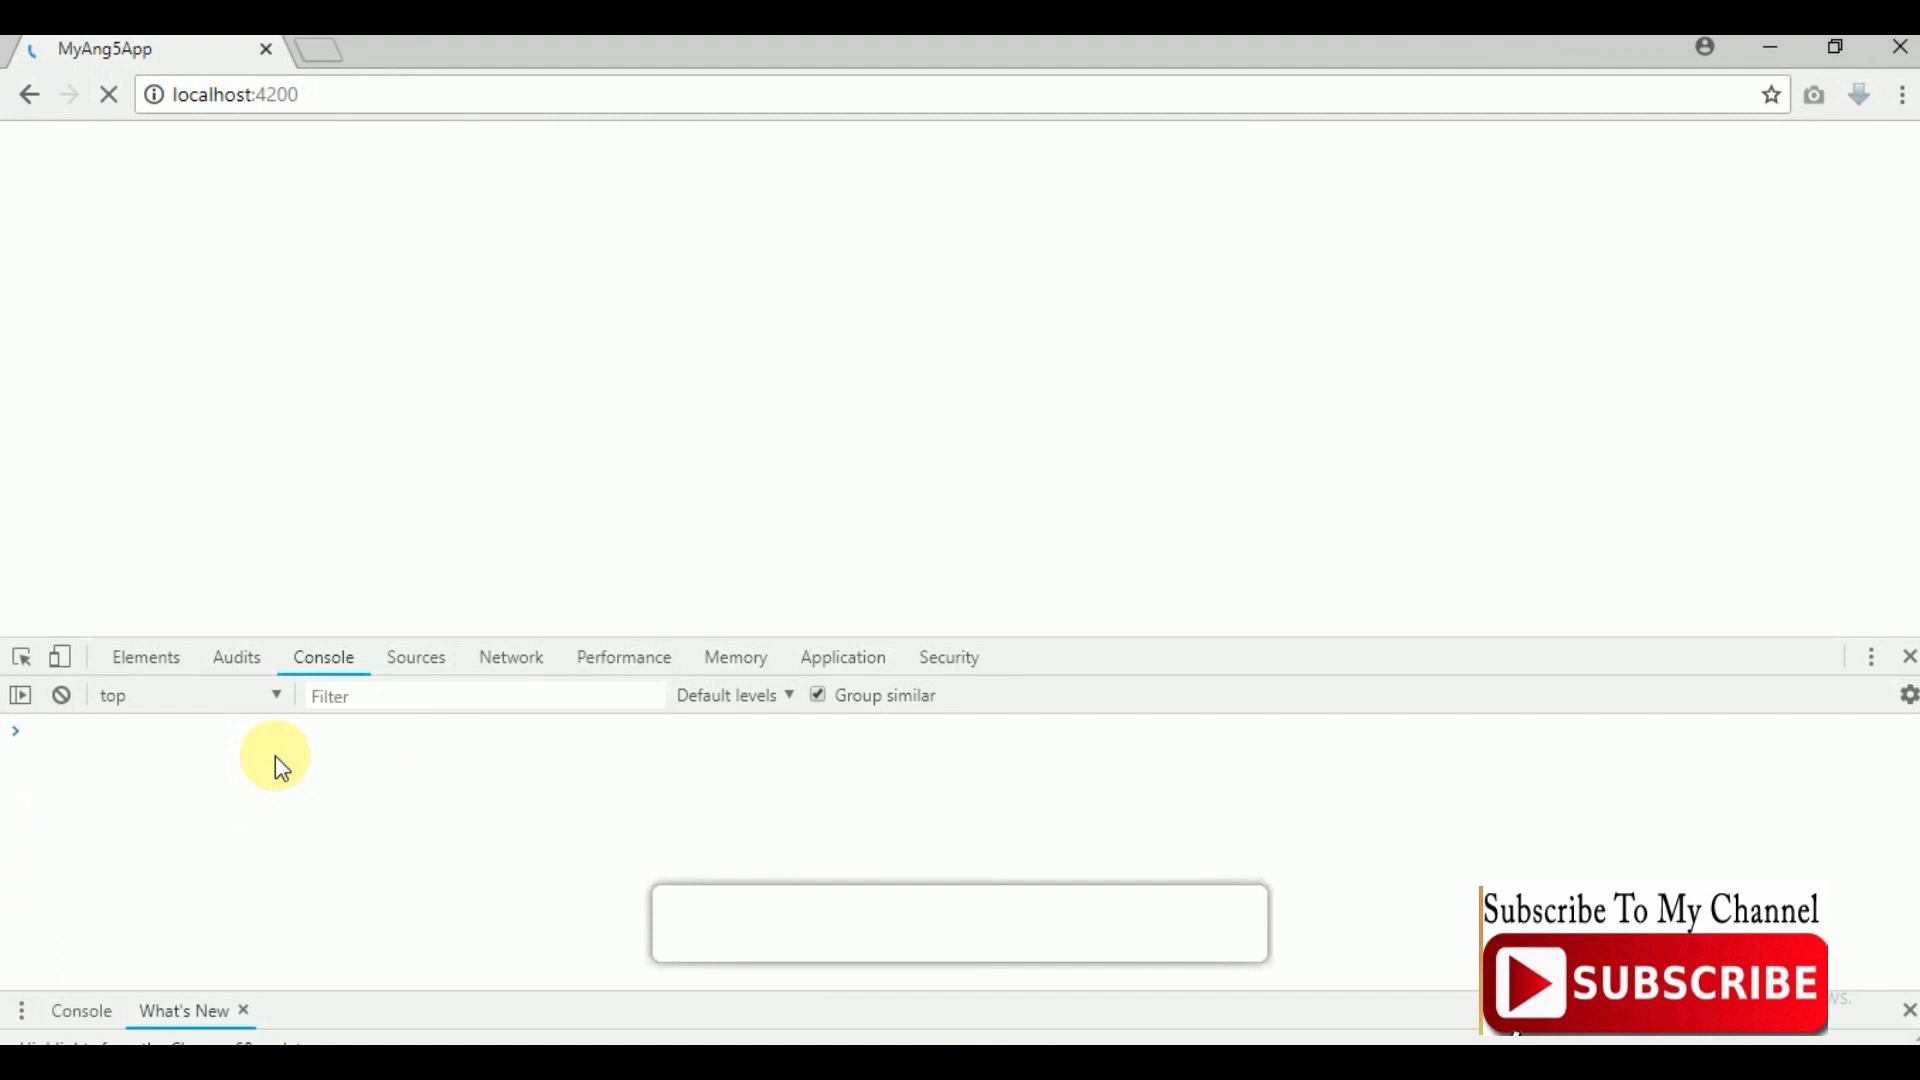 MyAng5App
localhost:4200
Elements Audits Console Sources Network Performance Memory Application Security
top Filter Default levels Group similar
Subscribe To My Channel
SUBSCRIBE
Console What's New